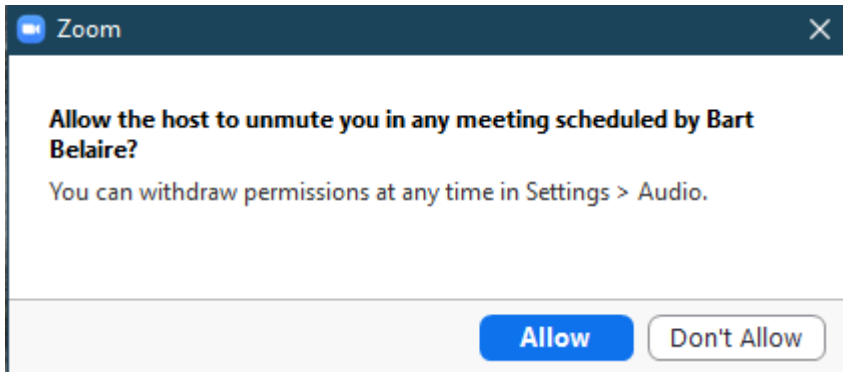 Zoom
Allow the host to unmute you in any meeting scheduled by Bart
Belaire?
You can withdraw permissions at any time in Settings > Audio.
Allow
Don't Allow